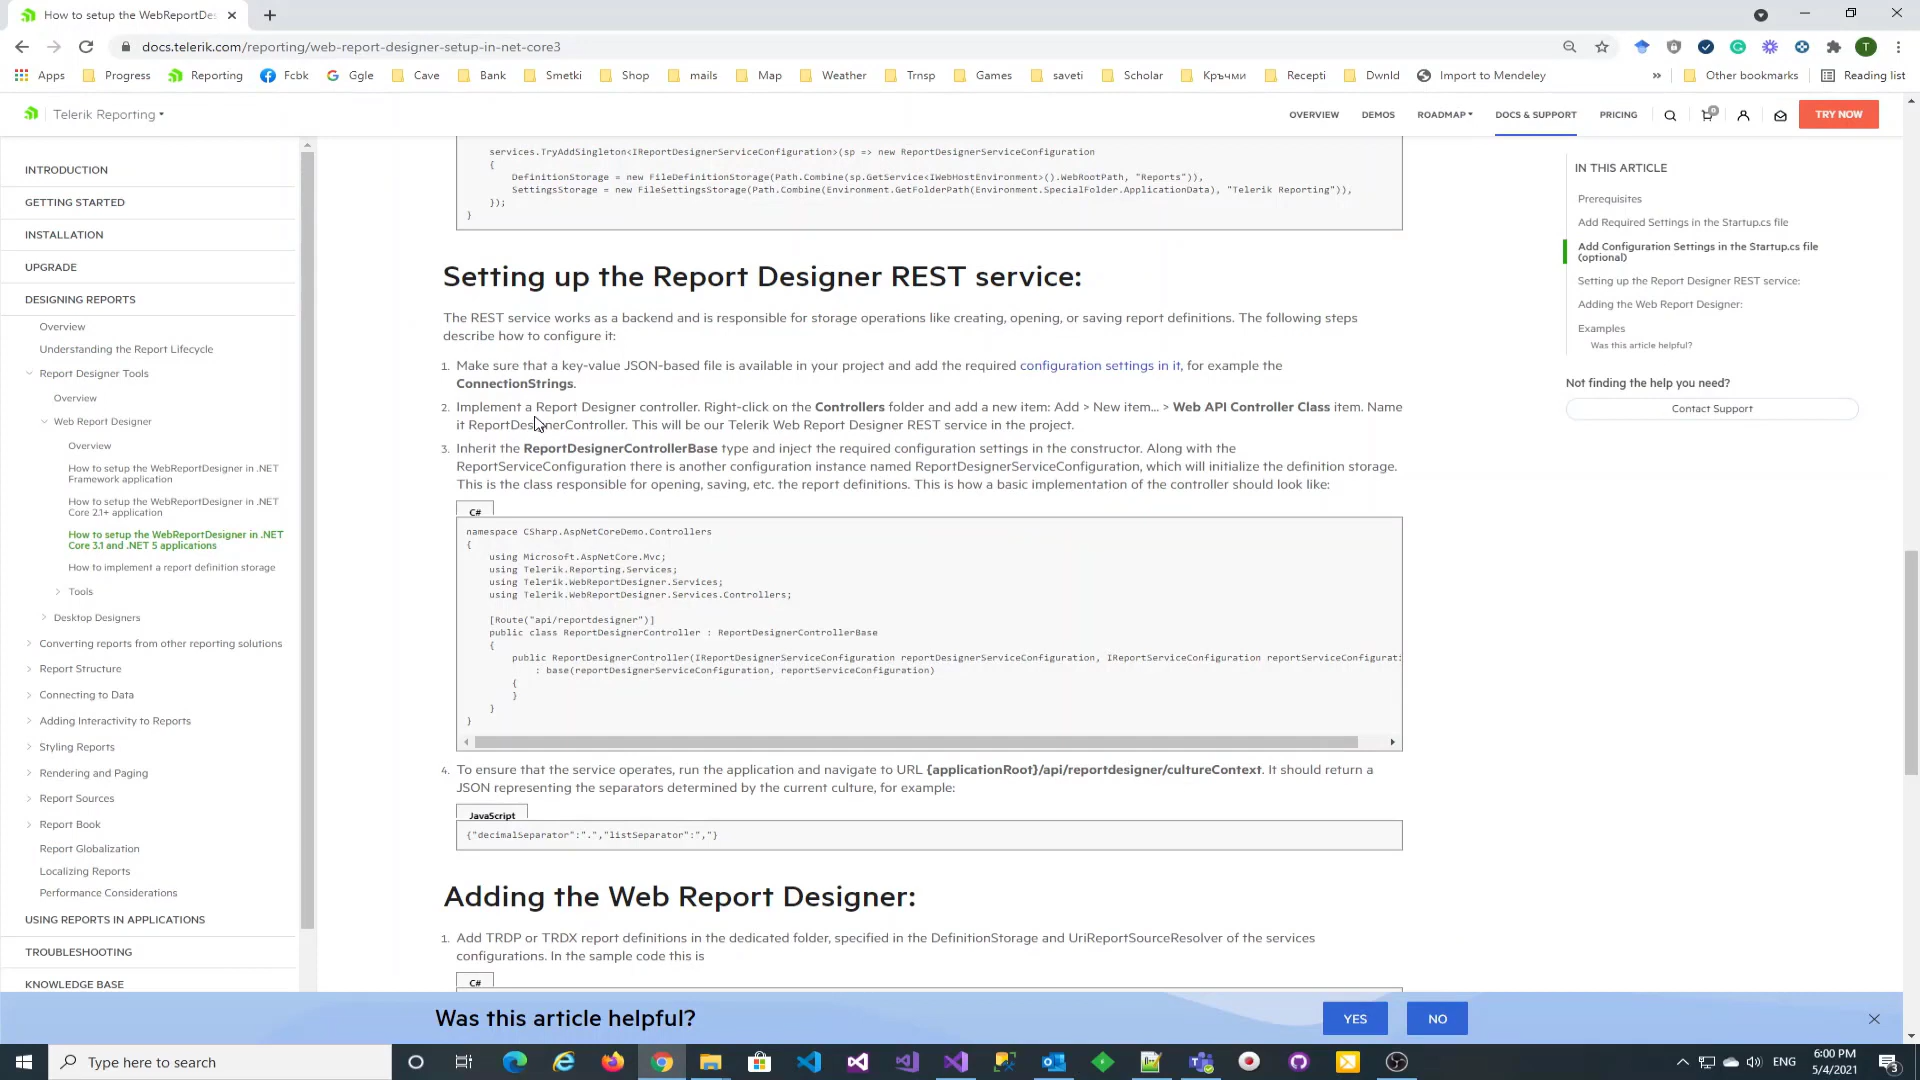 How to setup the WebReportDes
docs.telerik.com/reporting/web-report-designer-setup-in-net-core3
Apps
Progress
Reporting
Fcbk
Ggle
Cave
Bank
Smetki
Shop
mails
Map
Weather
Trnsp
Games
saveti
Scholar
Кръчми
Recepti
Dwnld
Import to Mendeley
»
Other bookmarks
Reading list
T
Telerik Reporting
OVERVIEW
DEMOS
ROADMAP
DOCS & SUPPORT
PRICING
0
TRY NOW
INTRODUCTION
GETTING STARTED
INSTALLATION
UPGRADE
DESIGNING REPORTS
Overview
Understanding the Report Lifecycle
Report Designer Tools
Overview
Web Report Designer
Overview
How to setup the WebReportDesigner in .NET
Framework application
How to setup the WebReportDesigner in .NET
Core 2.1+ application
How to setup the WebReportDesigner in .NET
Core 3.1 and .NET 5 applications
How to implement a report definition storage
Tools
Desktop Designers
Converting reports from other reporting solutions
Report Structure
Connecting to Data
Adding Interactivity to Reports
Styling Reports
Rendering and Paging
Report Sources
Report Book
Report Globalization
Localizing Reports
Performance Considerations
USING REPORTS IN APPLICATIONS
TROUBLESHOOTING
KNOWLEDGE BASE
services.TryAddSingleton<IReportDesignerServiceConfiguration>(sp => new ReportDesignerServiceConfiguration
{
DefinitionStorage = new FileDefinitionStorage(Path.Combine(sp.GetService<IWebHostEnvironment>().WebRootPath, "Reports")),
SettingsStorage = new FileSettingsStorage(Path.Combine(Environment.GetFolderPath(Environment.SpecialFolder.ApplicationData), "Telerik Reporting")),
});
}
Setting up the Report Designer REST service:
The REST service works as a backend and is responsible for storage operations like creating, opening, or saving report definitions. The following steps
describe how to configure it:
1. Make sure that a key-value JSON-based file is available in your project and add the required configuration settings in it, for example the
ConnectionStrings.
2. Implement a Report Designer controller. Right-click on the Controllers folder and add a new item: Add > New item... > Web API Controller Class item. Name
it ReportDesignerController. This will be our Telerik Web Report Designer REST service in the project.
3. Inherit the ReportDesignerControllerBase type and inject the required configuration settings in the constructor. Along with the
ReportServiceConfiguration there is another configuration instance named ReportDesignerServiceConfiguration, which will initialize the definition storage.
This is the class responsible for opening, saving, etc. the report definitions. This is how a basic implementation of the controller should look like:
C#
namespace CSharp.AspNetCoreDemo.Controllers
{
using Microsoft.AspNetCore.Mvc;
using Telerik.Reporting.Services;
using Telerik.WebReportDesigner.Services;
using Telerik.WebReportDesigner.Services.Controllers;
[Route("api/reportdesigner")]
public class ReportDesignerController : ReportDesignerControllerBase
{
public ReportDesignerController(IReportDesignerServiceConfiguration reportDesignerServiceConfiguration, IReportServiceConfiguration reportServiceConfigurati
: base(reportDesignerServiceConfiguration, reportServiceConfiguration)
{
}
}
}
4. To ensure that the service operates, run the application and navigate to URL {applicationRoot}/api/reportdesigner/cultureContext. It should return a
JSON representing the separators determined by the current culture, for example:
JavaScript
{"decimalSeparator":".","listSeparator":","}
Adding the Web Report Designer:
1. Add TRDP or TRDX report definitions in the dedicated folder, specified in the DefinitionStorage and UriReportSourceResolver of the services
configurations. In the sample code this is
C#
IN THIS ARTICLE
Prerequisites
Add Required Settings in the Startup.cs file
Add Configuration Settings in the Startup.cs file
(optional)
Setting up the Report Designer REST service:
Adding the Web Report Designer:
Examples
Was this article helpful?
Not finding the help you need?
Contact Support
Was this article helpful?
YES
NO
Type here to search
ENG
6:00 PM
5/4/2021
3